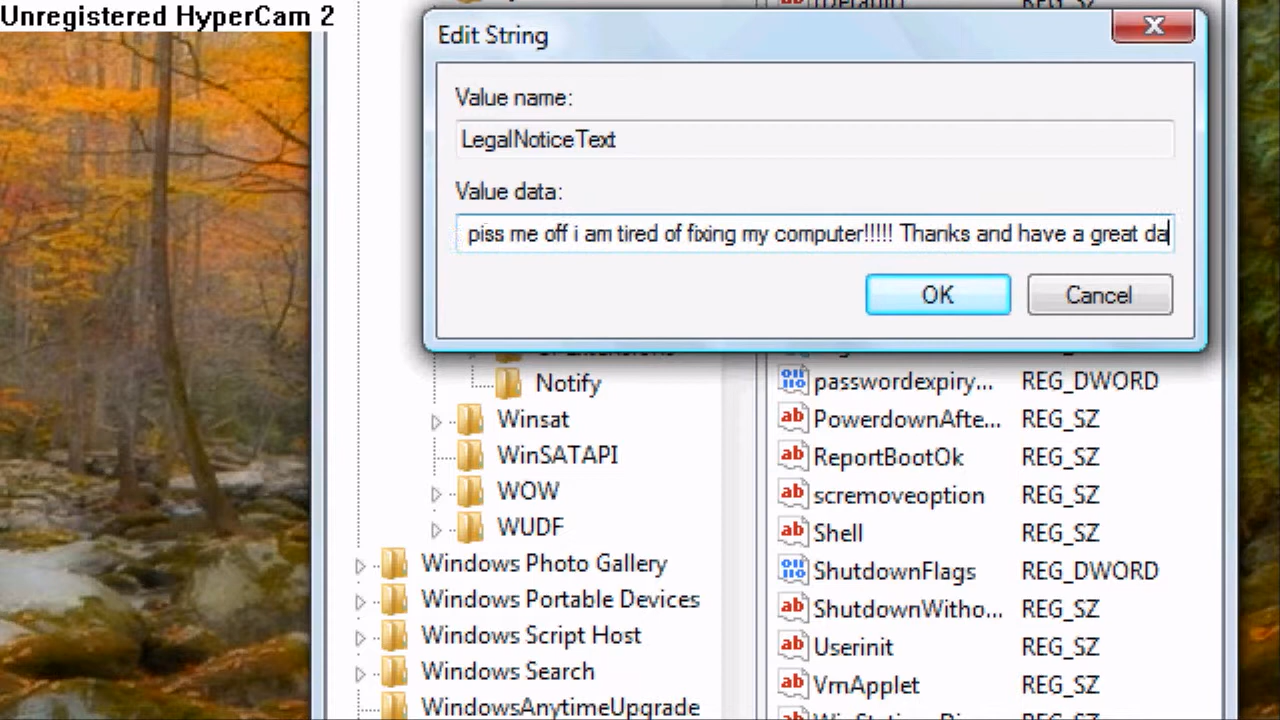 Unregistered HyperCam 2
Edit String
Value name:
LegalNoticeText
Value data:
piss me off i am tired of fixing my computer!!!!! Thanks and have a great da
OK
Cancel
Notify
Winsat
WinSATAPI
WOW
WUDF
Windows Photo Gallery
Windows Portable Devices
Windows Script Host
Windows Search
WindowsAnytimeUpgrade
passwordexpiry... REG_DWORD
PowerdownAfte... REG_SZ
ReportBootOk REG_SZ
scremoveoption REG_SZ
Shell REG_SZ
ShutdownFlags REG_DWORD
ShutdownWitho... REG_SZ
Userinit REG_SZ
VmApplet REG_SZ